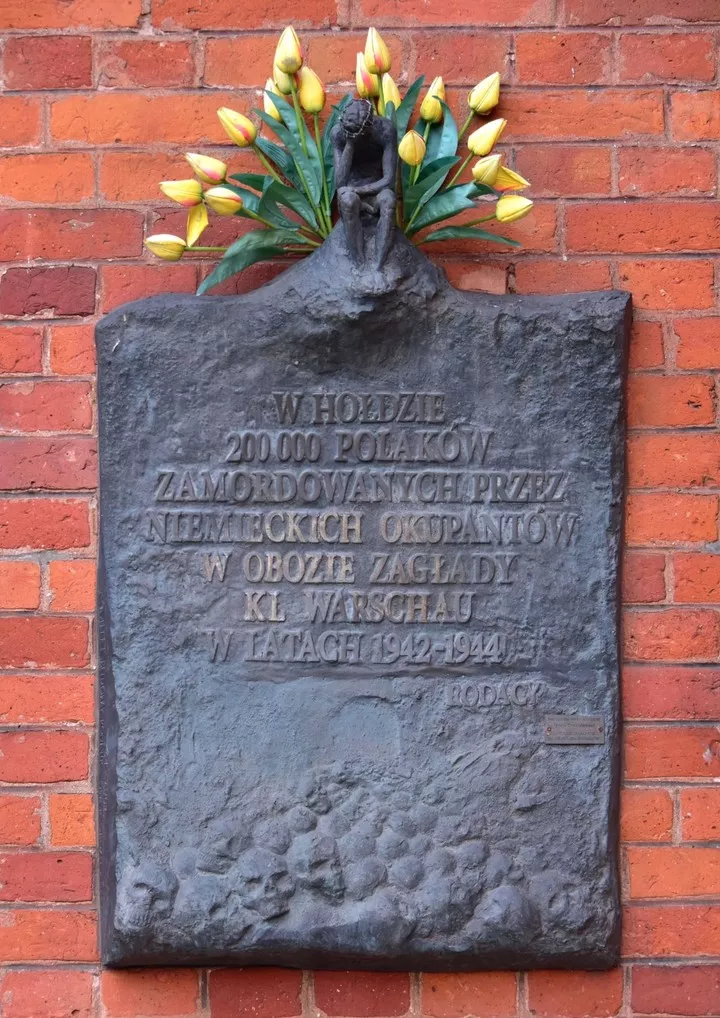 W HOŁDZIE
200 000 POLAKÓW
ZAMORDOWANYCH PRZEZ
NIEMIECKICH OKUPANTÓW
W OBOZIE ZAGŁADY
KL WARSCHAU
W LATACH 1942-1944
RODACY